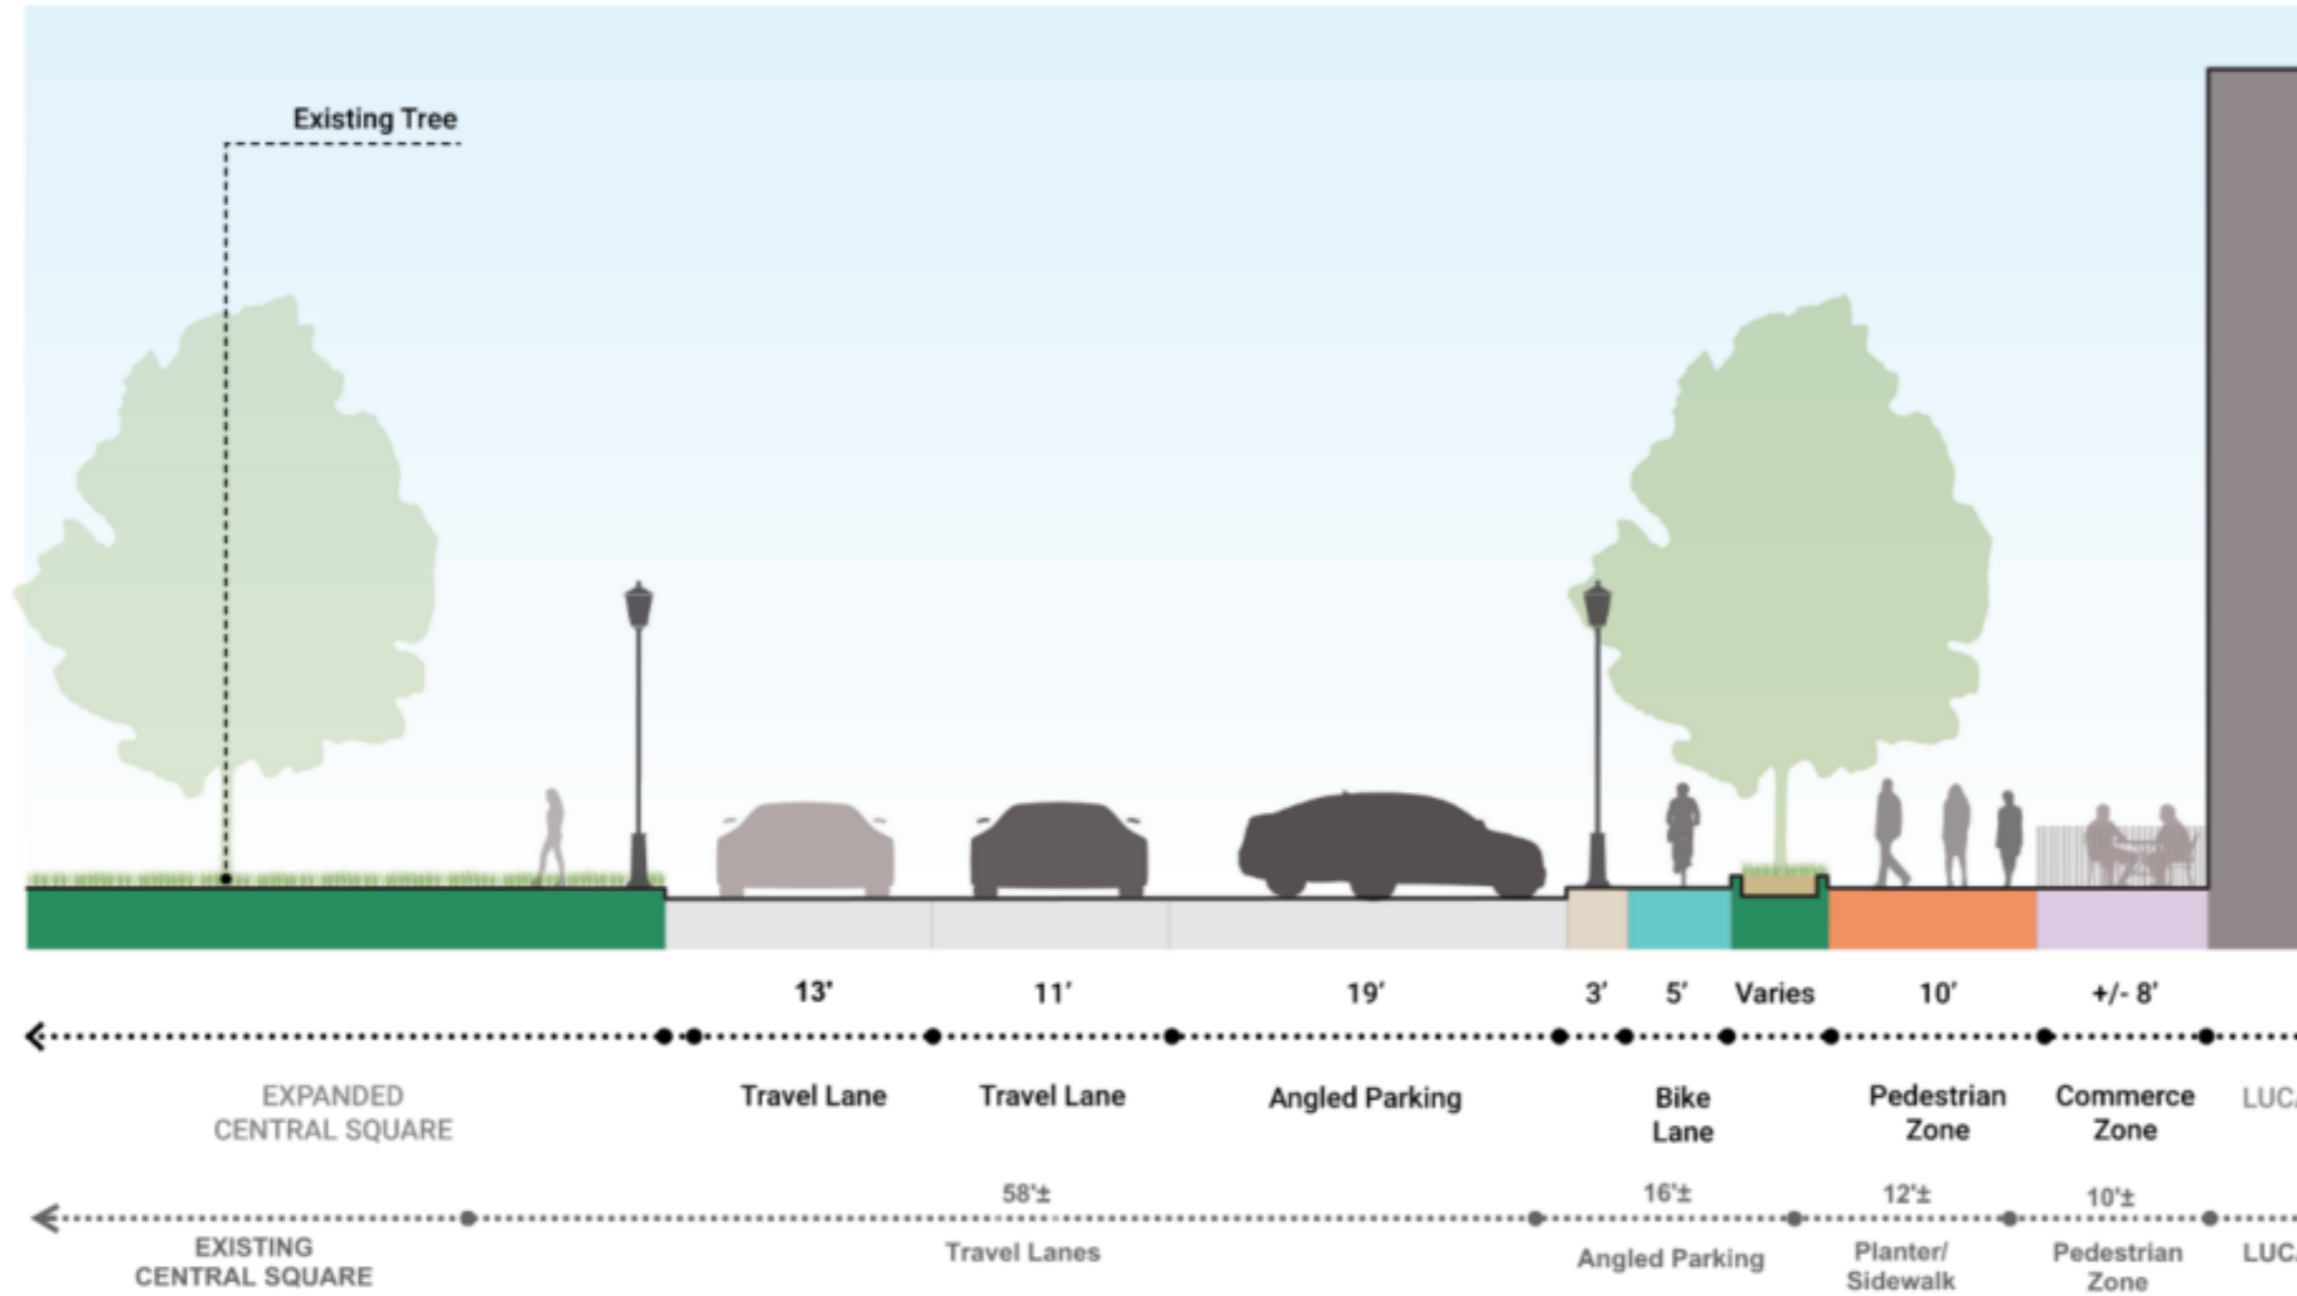 Existing Tree
13' 11' 19' 3' 5' Varies 10' +/- 8'
EXPANDED
CENTRAL SQUARE
Travel Lane
Travel Lane
Angled Parking
Bike
Lane
Pedestrian
Zone
Commerce
Zone
LUC
58'± 16'± 12'± 10'±
EXISTING
CENTRAL SQUARE
Travel Lanes
Angled Parking
Planter/
Sidewalk
Pedestrian
Zone
LUC